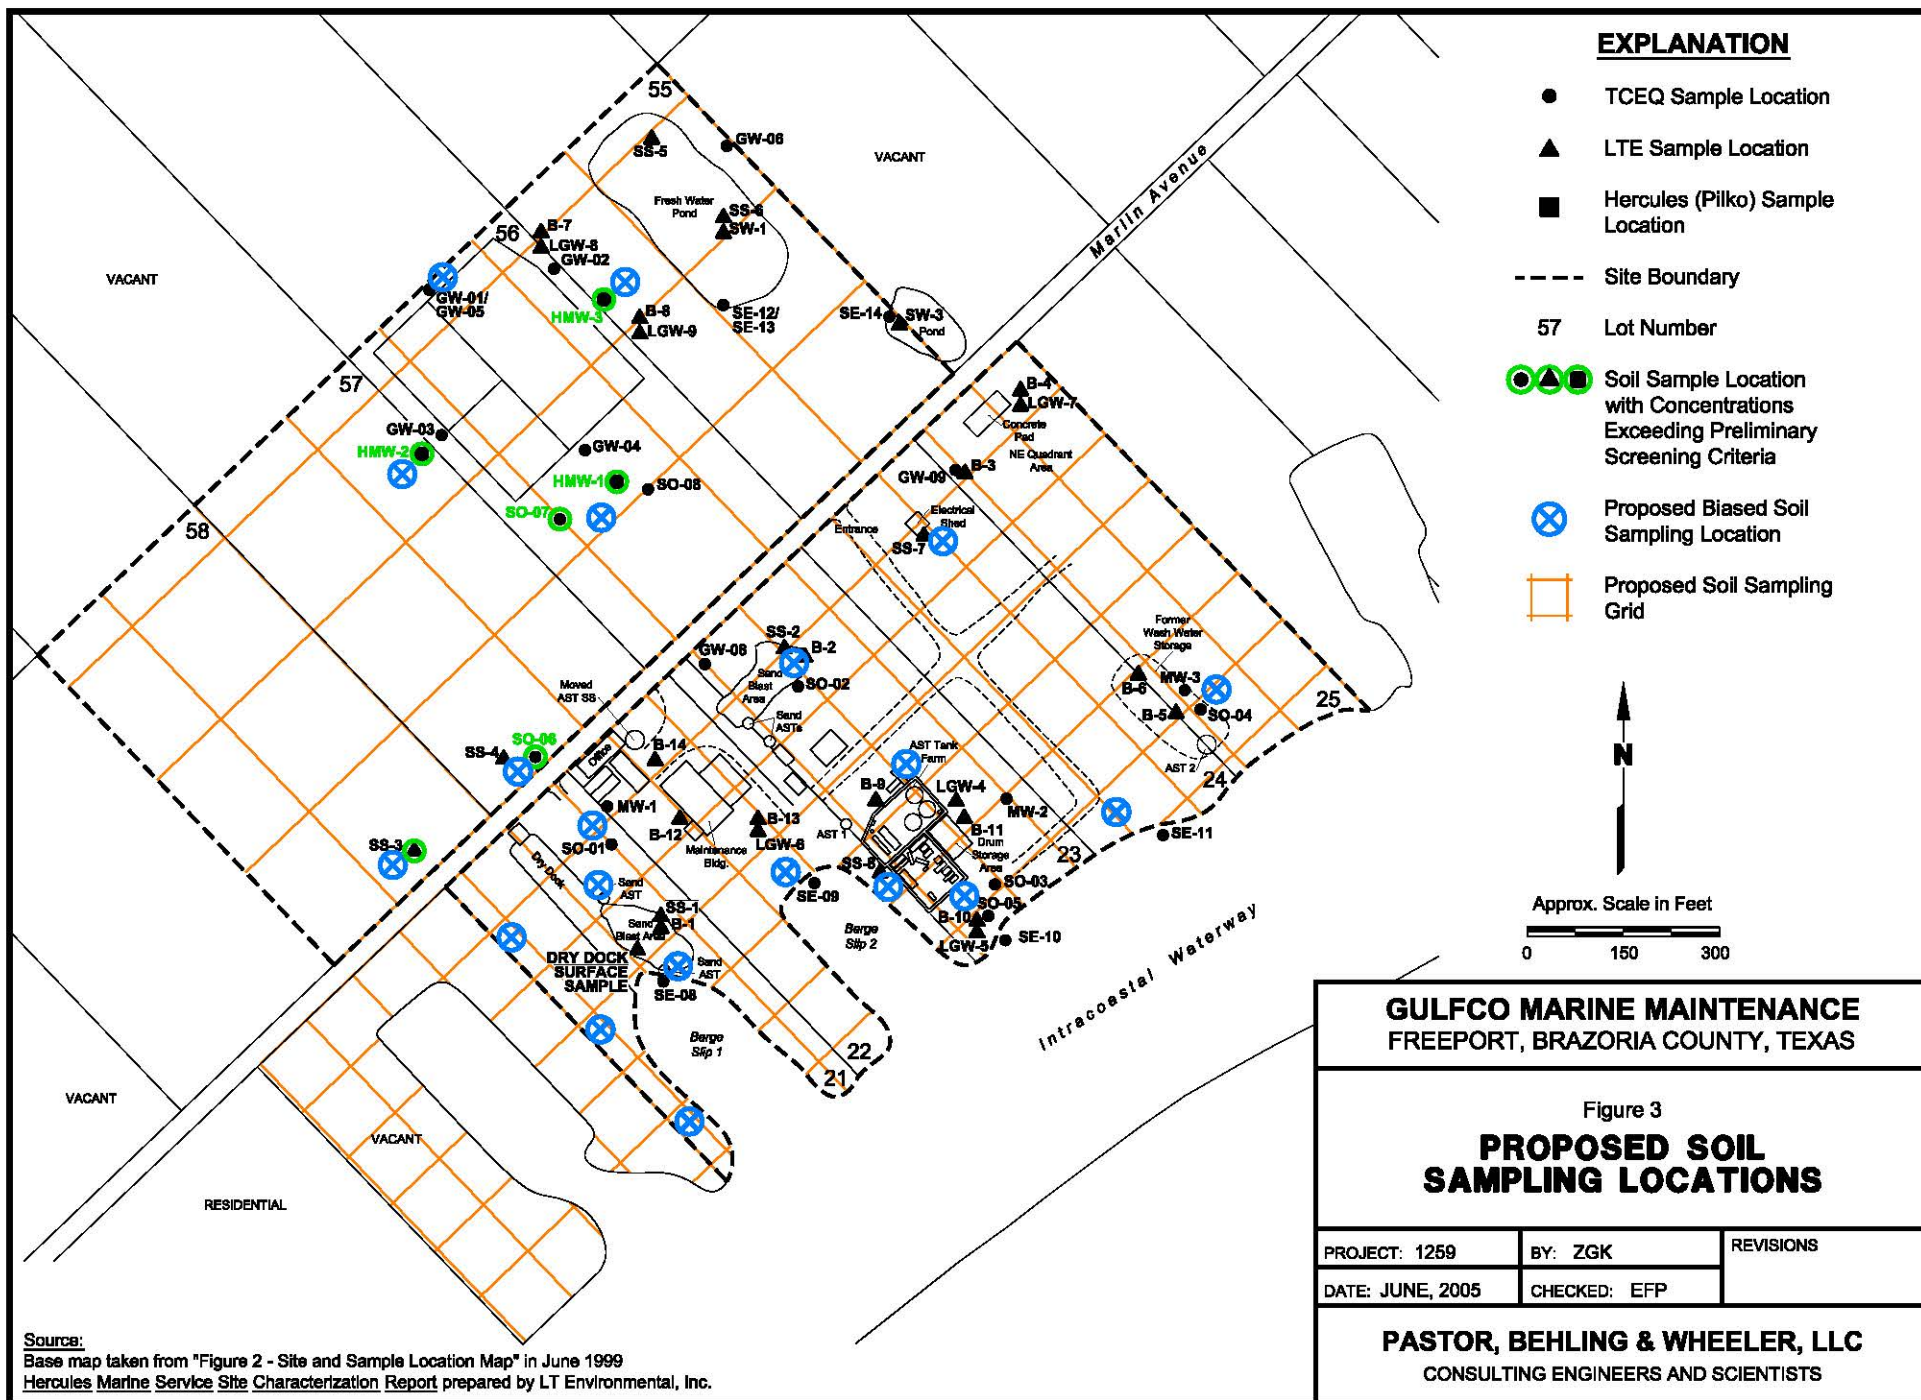 55
GW-06
SS-5
VACANT
Marlin Avenue
Fresh Water
Pond
SS-6
SW-1
B-7
56
LGW-8
GW-02
VACANT
GW-01/
GW-05
HMW-3
B-8
LGW-9
SE-12/
SE-13
SE-14
SW-3
Pond
57
B-4
LGW-7
Concrete
Pad
NE Quadrant
Area
GW-03
HMW-2
GW-04
HMW-1
SO-08
SO-07
GW-09
B-3
58
Entrance
Electrical
Shed
SS-7
SS-2
B-2
GW-08
Sand
Blast
Area
SO-02
Sand
ASTs
Moved
AST SS
Former
Wash Water
Storage
MW-3
B-6
B-5
SO-04
25
AST 2
24
SS-4
SO-06
Office
B-14
AST Tank
Farm
B-9
LGW-4
MW-2
MW-1
B-12
B-13
LGW-6
AST 1
B-11
Drum
Storage
Area
SE-11
23
SS-3
SO-01
Maintenance
Bldg.
SS-8
SO-03
Dry Dock
Sand
AST
SE-09
SO-05
B-10
LGW-5
SE-10
SS-1
B-1
Sand
Blast Area
Berge
Slip 2
DRY DOCK
SURFACE
SAMPLE
Sand
AST
SE-08
Intracoastal Waterway
Berge
Slip 1
22
21
VACANT
VACANT
RESIDENTIAL
EXPLANATION
TCEQ Sample Location
LTE Sample Location
Hercules (Pilko) Sample
Location
Site Boundary
57 Lot Number
Soil Sample Location
with Concentrations
Exceeding Preliminary
Screening Criteria
Proposed Biased Soil
Sampling Location
Proposed Soil Sampling
Grid
N
Approx. Scale in Feet
0 150 300
GULFCO MARINE MAINTENANCE
FREEPORT, BRAZORIA COUNTY, TEXAS
Figure 3
PROPOSED SOIL
SAMPLING LOCATIONS
PROJECT: 1259 BY: ZGK REVISIONS
DATE: JUNE, 2005 CHECKED: EFP
PASTOR, BEHLING & WHEELER, LLC
CONSULTING ENGINEERS AND SCIENTISTS
Source:
Base map taken from "Figure 2 - Site and Sample Location Map" in June 1999
Hercules Marine Service Site Characterization Report prepared by LT Environmental, Inc.